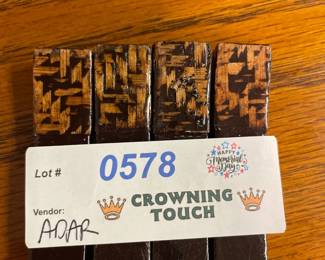 Lot #
0578
HAPPY
Memorial
Day
Vendor:
ADAR
CROWNING
TOUCH